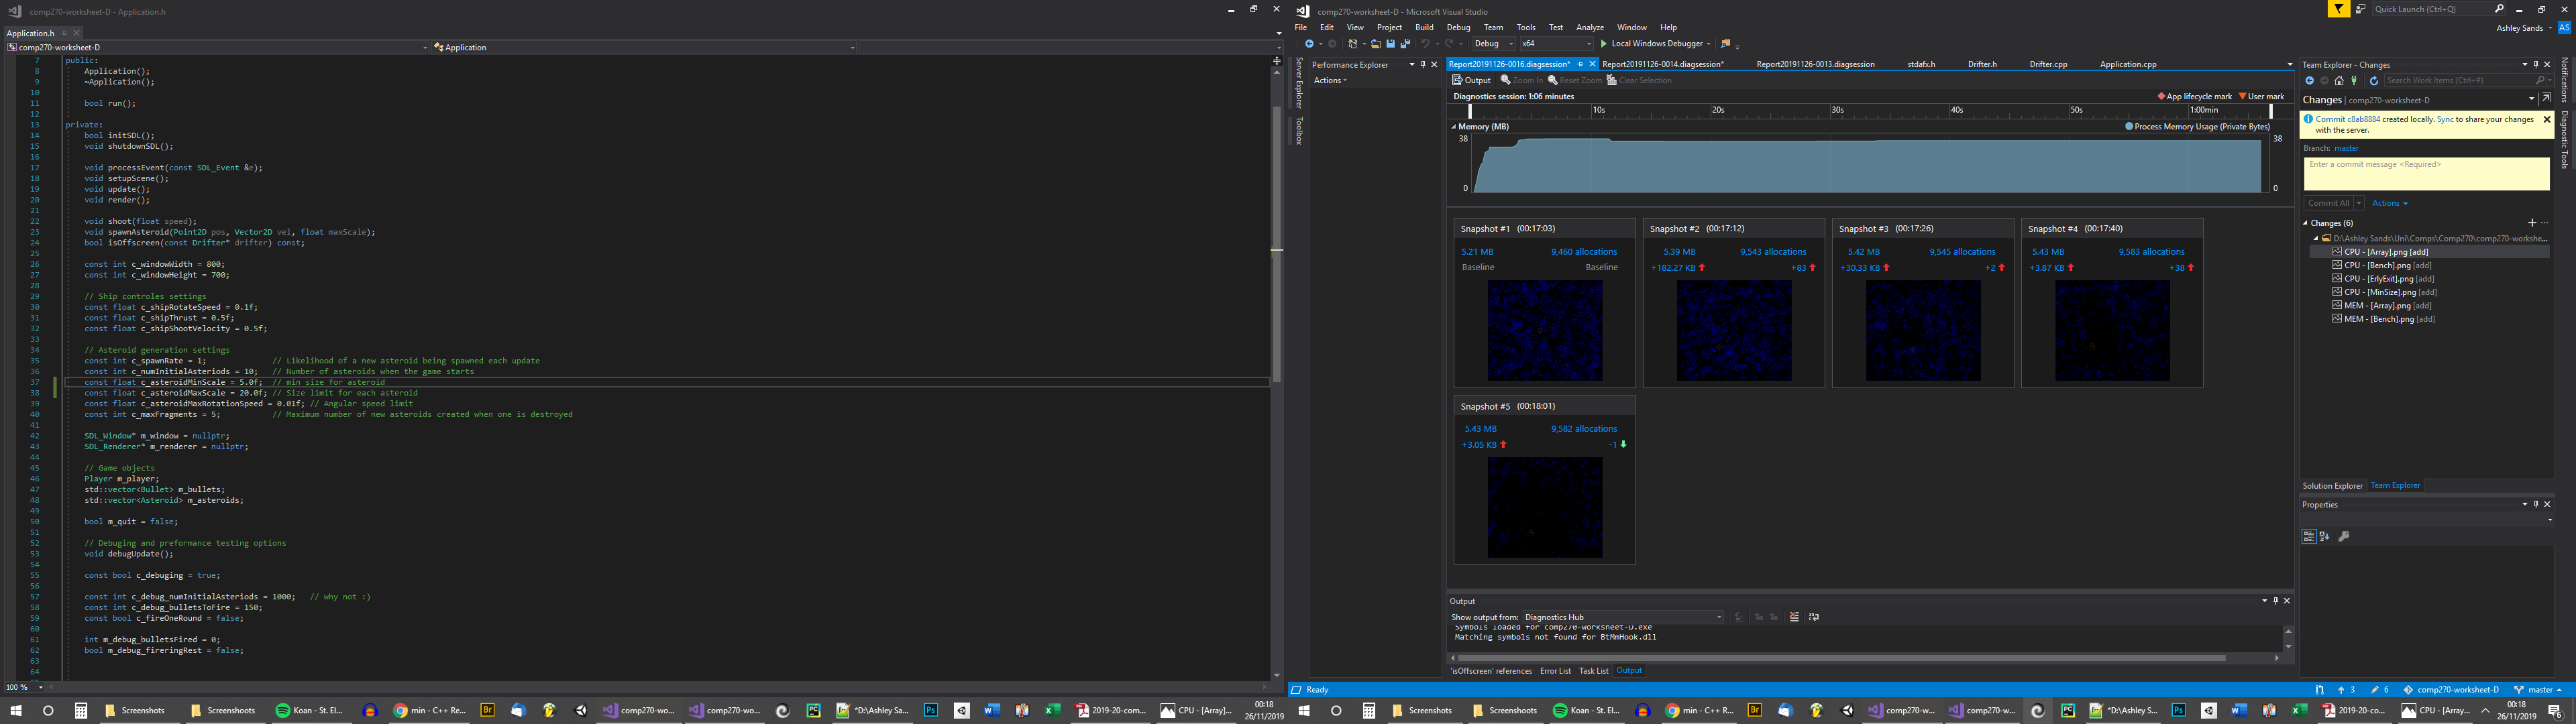 comp270-worksheet-D - Application.h
Application.h
comp270-worksheet-D
Application
7 public:
8 Application();
9 ~Application();
10
11 bool run();
12
13 private:
14 bool initSDL();
15 void shutdownSDL();
16
17 void processEvent(const SDL_Event &e);
18 void setupScene();
19 void update();
20 void render();
21
22 void shoot(float speed);
23 void spawnAsteroid(Point2D pos, Vector2D vel, float maxScale);
24 bool isOffscreen(const Drifter* drifter) const;
25
26 const int c_windowWidth = 800;
27 const int c_windowHeight = 700;
28
29 // Ship controles settings
30 const float c_shipRotateSpeed = 0.1f;
31 const float c_shipThrust = 0.5f;
32 const float c_shipShootVelocity = 0.5f;
33
34 // Asteroid generation settings
35 const int c_spawnRate = 1; // Likelihood of a new asteroid being spawned each update
36 const int c_numInitialAsteriods = 10; // Number of asteroids when the game starts
37 const float c_asteroidMinScale = 5.0f; // min size for asteroid
38 const float c_asteroidMaxScale = 20.0f; // Size limit for each asteroid
39 const float c_asteroidMaxRotationSpeed = 0.01f; // Angular speed limit
40 const int c_maxFragments = 5; // Maximum number of new asteroids created when one is destroyed
41
42 SDL_Window* m_window = nullptr;
43 SDL_Renderer* m_renderer = nullptr;
44
45 // Game objects
46 Player m_player;
47 std::vector<Bullet> m_bullets;
48 std::vector<Asteroid> m_asteroids;
49
50 bool m_quit = false;
51
52 // Debuging and preformance testing options
53 void debugUpdate();
54
55 const bool c_debuging = true;
56
57 const int c_debug_numInitialAsteriods = 1000; // why not :)
58 const int c_debug_bulletsToFire = 150;
59 const bool c_fireOneRound = false;
60
61 int m_debug_bulletsFired = 0;
62 bool m_debug_fireringRest = false;
63
64
100 %
comp270-worksheet-D - Microsoft Visual Studio
Quick Launch (Ctrl+Q)
File Edit View Project Build Debug Team Tools Test Analyze Window Help
Ashley Sands AS
Debug x64 Local Windows Debugger
Server Explorer
Toolbox
Performance Explorer
Actions
Report20191126-0016.diagsession* Report20191126-0014.diagsession* Report20191126-0013.diagsession stdafx.h Drifter.h Drifter.cpp Application.cpp
Output Zoom In Reset Zoom Clear Selection
Diagnostics session: 1:06 minutes
App lifecycle mark User mark
10s 20s 30s 40s 50s 1:00min
Memory (MB)
Process Memory Usage (Private Bytes)
38 38
0 0
Snapshot #1 (00:17:03)
5.21 MB 9,460 allocations
Baseline Baseline
Snapshot #2 (00:17:12)
5.39 MB 9,543 allocations
+182.27 KB +83
Snapshot #3 (00:17:26)
5.42 MB 9,545 allocations
+30.33 KB +2
Snapshot #4 (00:17:40)
5.43 MB 9,583 allocations
+3.87 KB +38
Snapshot #5 (00:18:01)
5.43 MB 9,582 allocations
+3.05 KB -1
Output
Show output from: Diagnostics Hub
Symbols loaded for comp270-worksheet-D.exe
Matching symbols not found for BtMmHook.dll
'isOffscreen' references Error List Task List Output
Team Explorer - Changes
Search Work Items (Ctrl+#)
Changes | comp270-worksheet-D
Commit c8ab8884 created locally. Sync to share your changes
with the server.
Branch: master
Enter a commit message <Required>
Commit All Actions
Changes (6)
D:\Ashley Sands\Uni\Comps\Comp270\comp270-workshe...
CPU - [Array].png [add]
CPU - [Bench].png [add]
CPU - [ErlyExit].png [add]
CPU - [MinSize].png [add]
MEM - [Array].png [add]
MEM - [Bench].png [add]
Solution Explorer Team Explorer
Properties
Notifications
Diagnostic Tools
Ready
3 6 comp270-worksheet-D master
Screenshots Screenshoots Koan - St. El... min - C++ Re... Br comp270-wo... comp270-wo... *D:\Ashley Sa... Ps 2019-20-com... CPU - [Array]... 00:18
26/11/2019
Screenshots Screenshoots Koan - St. El... min - C++ R... Br comp270-w... comp270-w... *D:\Ashley S... Ps 2019-20-co... CPU - [Arra... 00:18
26/11/2019